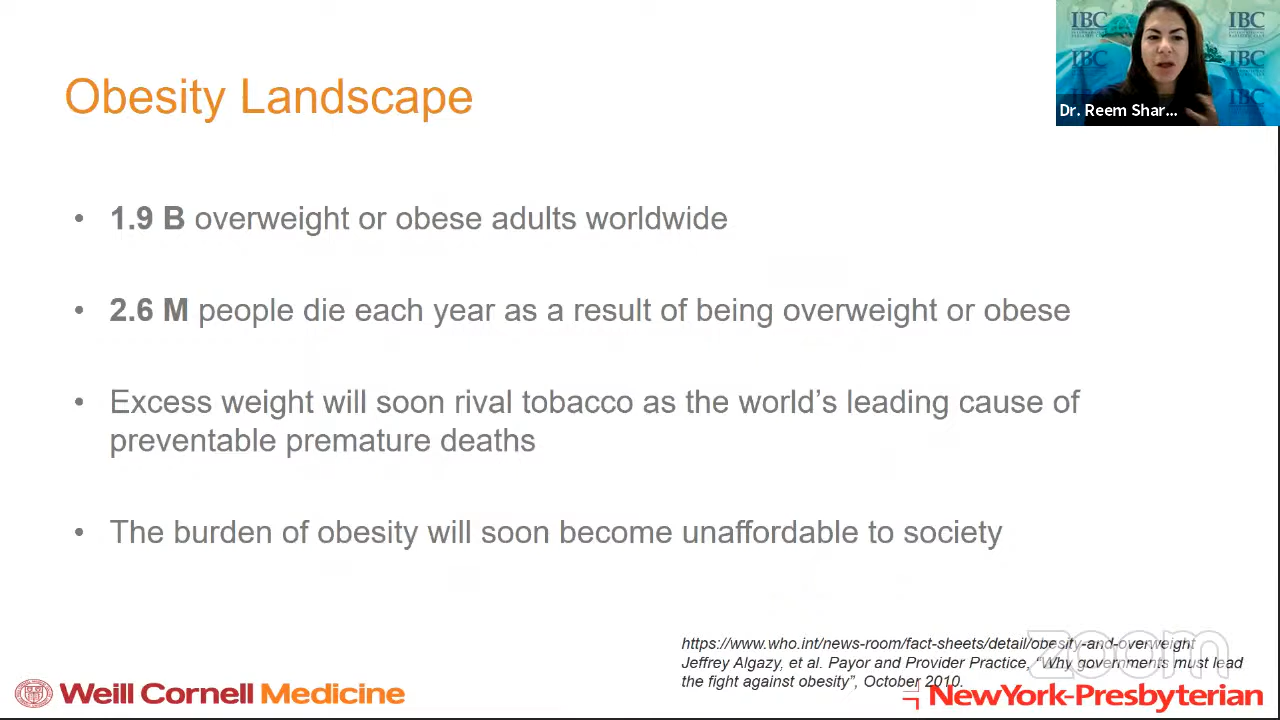 Obesity Landscape
IBC
IBC
IBC
IBC
IBC
Dr. Reem Shar...
• 1.9 B overweight or obese adults worldwide
• 2.6 M people die each year as a result of being overweight or obese
• Excess weight will soon rival tobacco as the world's leading cause of
preventable premature deaths
• The burden of obesity will soon become unaffordable to society
https://www.who.int/news-room/fact-sheets/detail/obesity-and-overweight
Jeffrey Algazy, et al. Payor and Provider Practice, "Why governments must lead
the fight against obesity", October 2010.
zoom
Weill Cornell Medicine
NewYork-Presbyterian